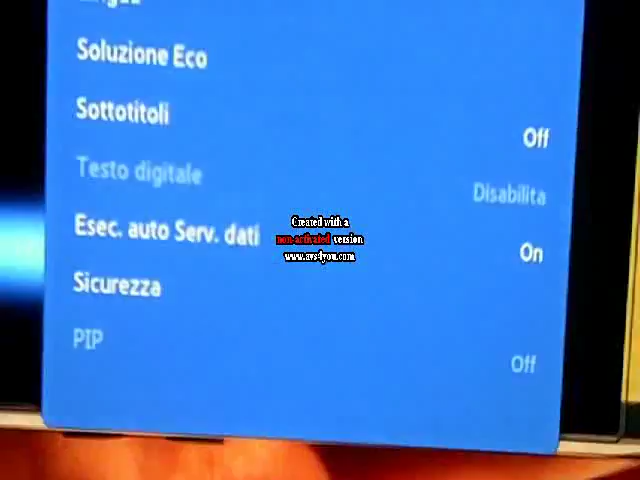 Lingua
Soluzione Eco
Sottotitoli
Off
Testo digitale
Disabilita
Esec. auto Serv. dati
On
Sicurezza
PIP
Off
Created with a
non-activated version
www.avs4you.com